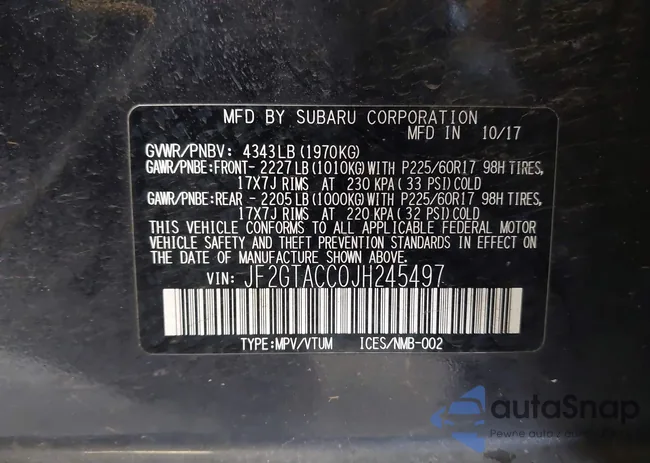 MFD BY SUBARU CORPORATION
MFD IN 10/17
GVWR/PNBV: 4343LB(1970KG)
GAWR/PNBE:FRONT- 2227LB(1010KG)WITH P225/60R17 98H TIRES,
17X7J RIMS AT 230 KPA(33 PSI)COLD
GAWR/PNBE:REAR - 2205LB(1000KG)WITH P225/60R17 98H TIRES,
17X7J RIMS AT 220 KPA(32 PSI)COLD
THIS VEHICLE CONFORMS TO ALL APPLICABLE FEDERAL MOTOR
VEHICLE SAFETY AND THEFT PREVENTION STANDARDS IN EFFECT ON
THE DATE OF MANUFACTURE SHOWN ABOVE.
VIN: JF2GTACC0JH245497
TYPE:MPV/VTUM ICES/NMB-002
autaSnap
Pewne auto z